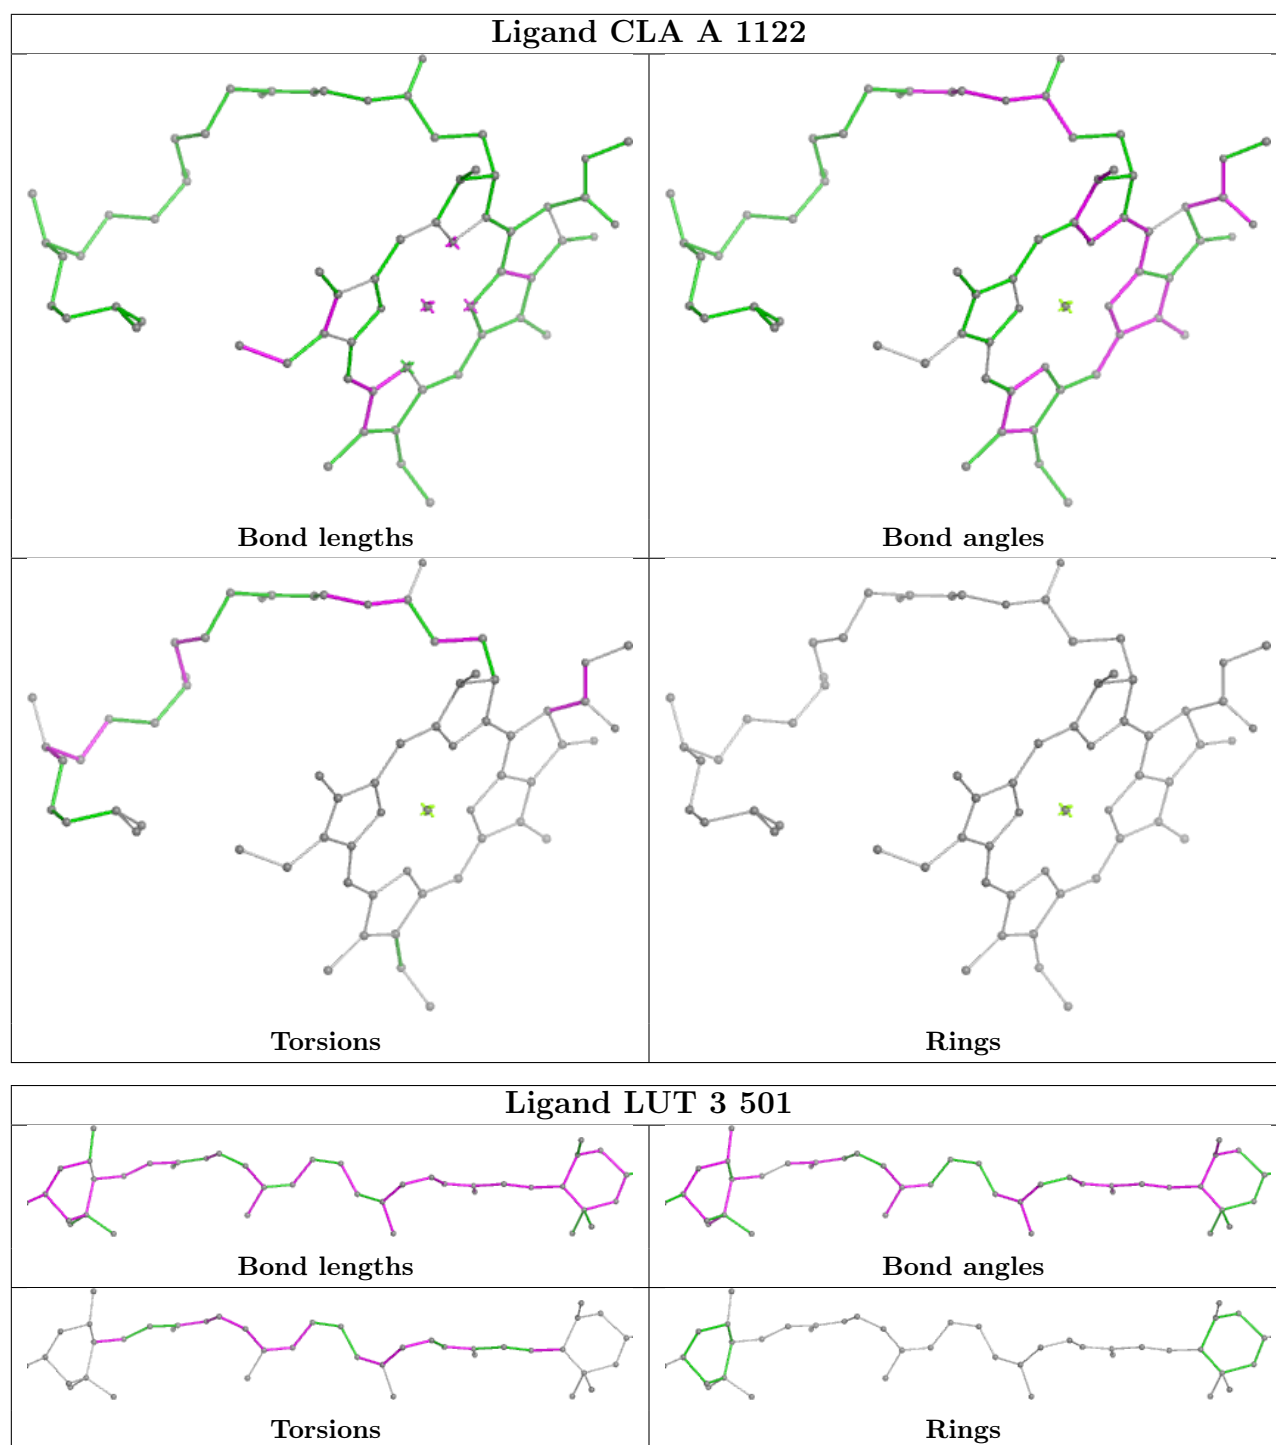 Ligand CLA A 1122
Bond lengths
Bond angles
Torsions
Rings
Ligand LUT 3 501
Bond lengths
Bond angles
Torsions
Rings